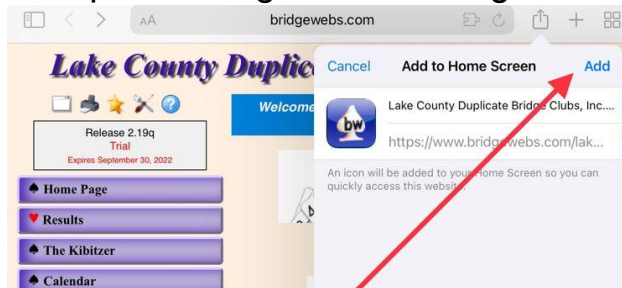 AA
bridgewebs.com
Lake County Duplic
Cancel
Add to Home Screen
Add
Welcome
Release 2.19q
Trial
Expires September 30, 2022
bw
Lake County Duplicate Bridge Clubs, Inc....
https://www.bridgewebs.com/lak...
An icon will be added to your Home Screen so you can
quickly access this website.
Home Page
Results
The Kibitzer
Calendar